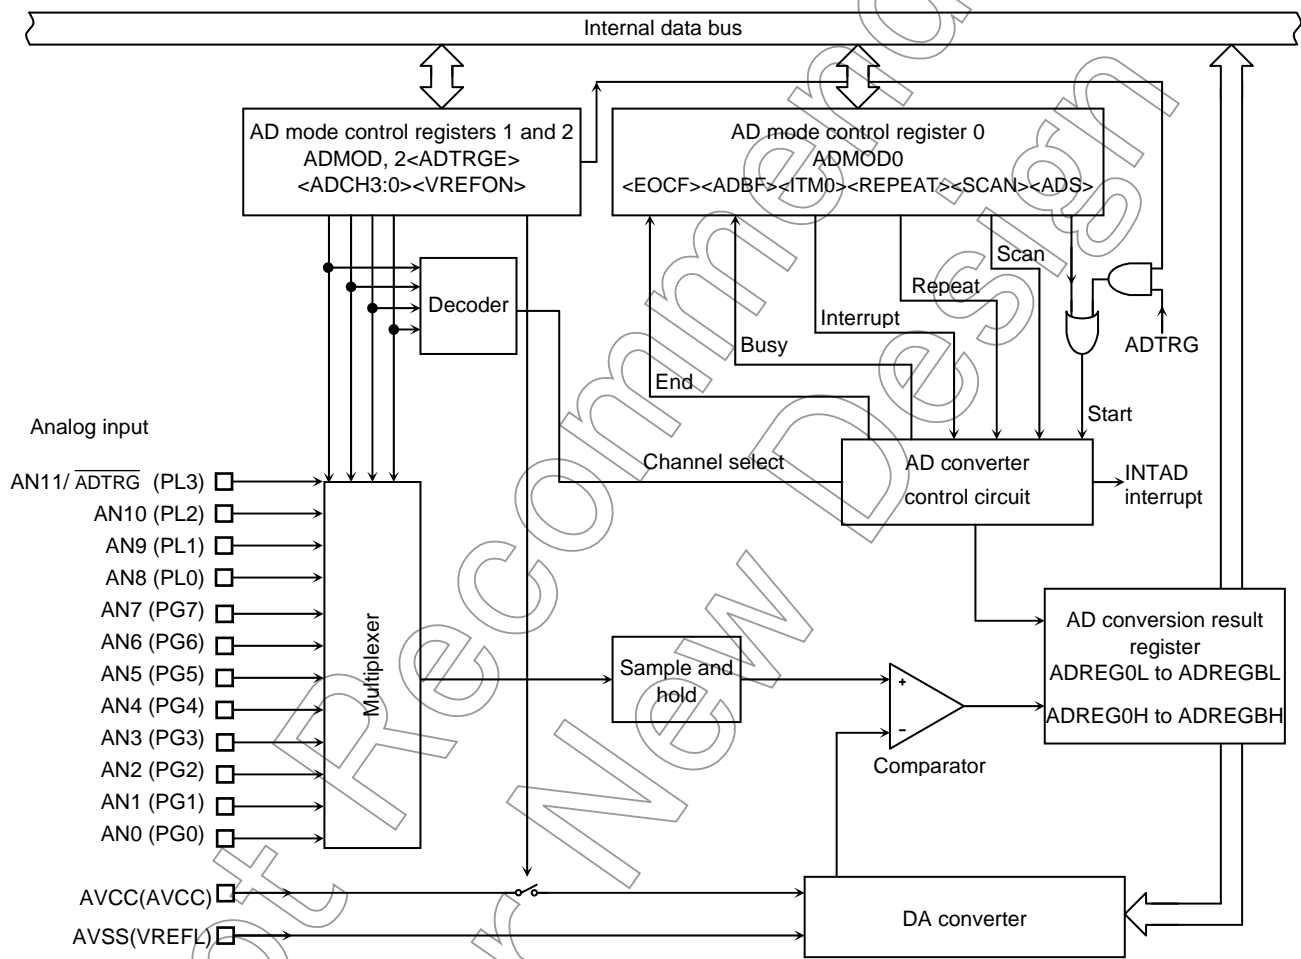 Internal data bus
AD mode control registers 1 and 2
ADMOD, 2<ADTRGE>
<ADCH3:0><VREFON>
AD mode control register 0
ADMOD0
<EOCF><ADBF><ITM0><REPEAT><SCAN><ADS>
Scan
Repeat
Decoder
Interrupt
Busy
ADTRG
End
Start
Analog input
Channel select
AD converter
control circuit
INTAD
interrupt
AN11/ ADTRG (PL3)
AN10 (PL2)
AN9 (PL1)
AN8 (PL0)
AN7 (PG7)
AN6 (PG6)
AN5 (PG5)
AN4 (PG4)
AN3 (PG3)
AN2 (PG2)
AN1 (PG1)
AN0 (PG0)
Multiplexer
Sample and
hold
+
−
Comparator
AD conversion result
register
ADREG0L to ADREGBL
ADREG0H to ADREGBH
AVCC(AVCC)
AVSS(VREFL)
DA converter
Recommend
New Design